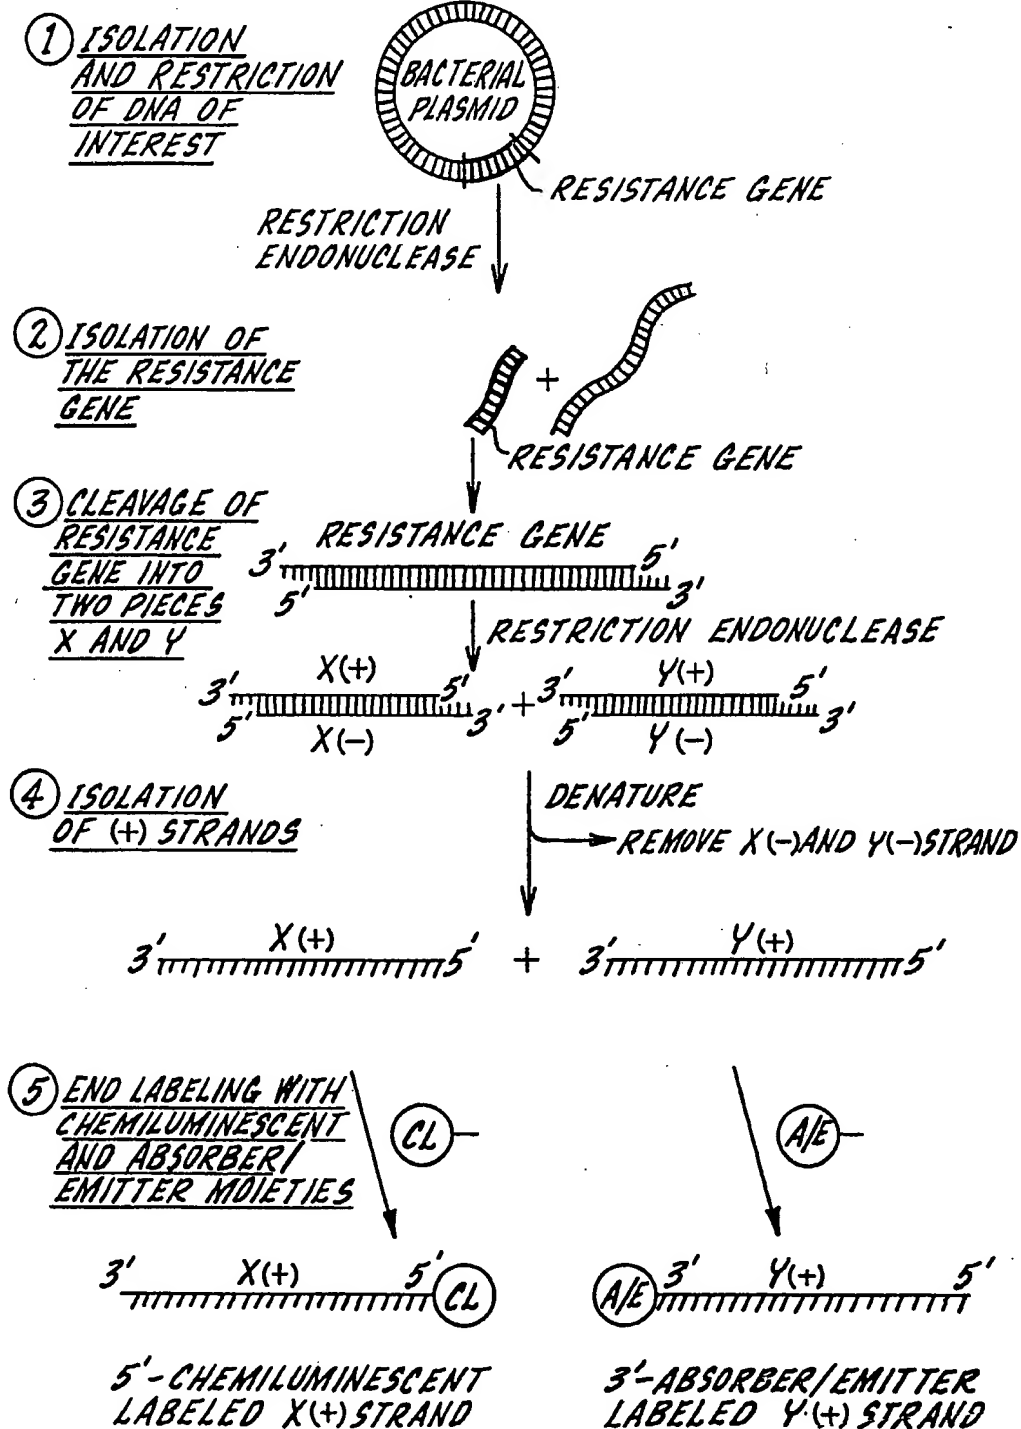 1 ISOLATION
AND RESTRICTION
OF DNA OF
INTEREST
BACTERIAL
PLASMID
RESISTANCE GENE
RESTRICTION
ENDONUCLEASE
2 ISOLATION OF
THE RESISTANCE
GENE
+
RESISTANCE GENE
3 CLEAVAGE OF
RESISTANCE
GENE INTO
TWO PIECES
X AND Y
RESISTANCE GENE
3' 5'
5' 3'
RESTRICTION ENDONUCLEASE
X(+) Y(+)
3' 5' + 3' 5'
5' 3' 5' 3'
X(-) Y(-)
4 ISOLATION
OF (+) STRANDS
DENATURE
REMOVE X(-)AND Y(-)STRAND
X(+) Y(+)
3' 5' + 3' 5'
5 END LABELING WITH
CHEMILUMINESCENT
AND ABSORBER/
EMITTER MOIETIES
CL A/E
3' X(+) 5' CL
A/E 3' Y(+) 5'
5'-CHEMILUMINESCENT
LABELED X(+) STRAND
3'-ABSORBER/EMITTER
LABELED Y(+) STRAND